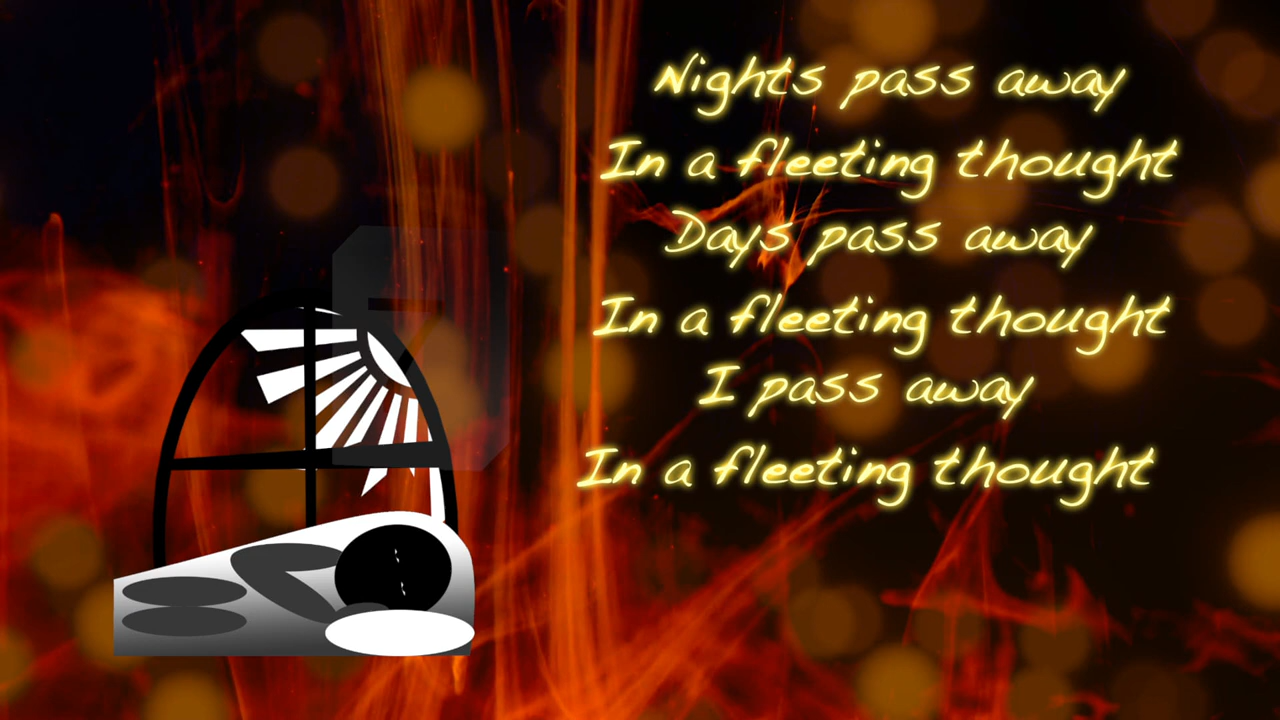 Nights pass away
In a fleeting thought
Days pass away
In a fleeting thought
I pass away
In a fleeting thought